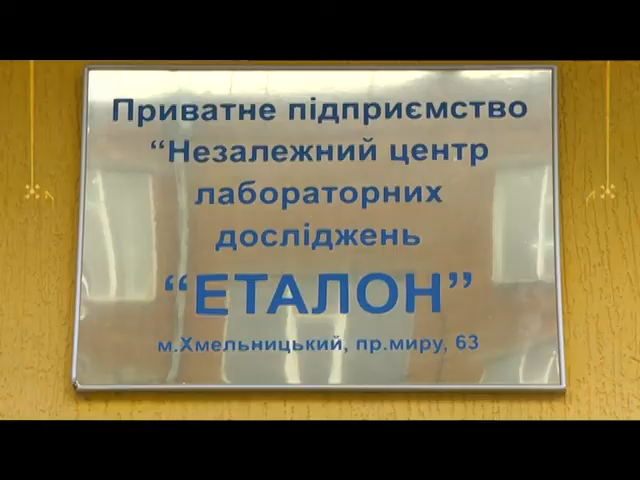 Приватне підприємство
“Незалежний центр
лабораторних
досліджень
“ЕТАЛОН”
м.Хмельницький, пр.миру, 63